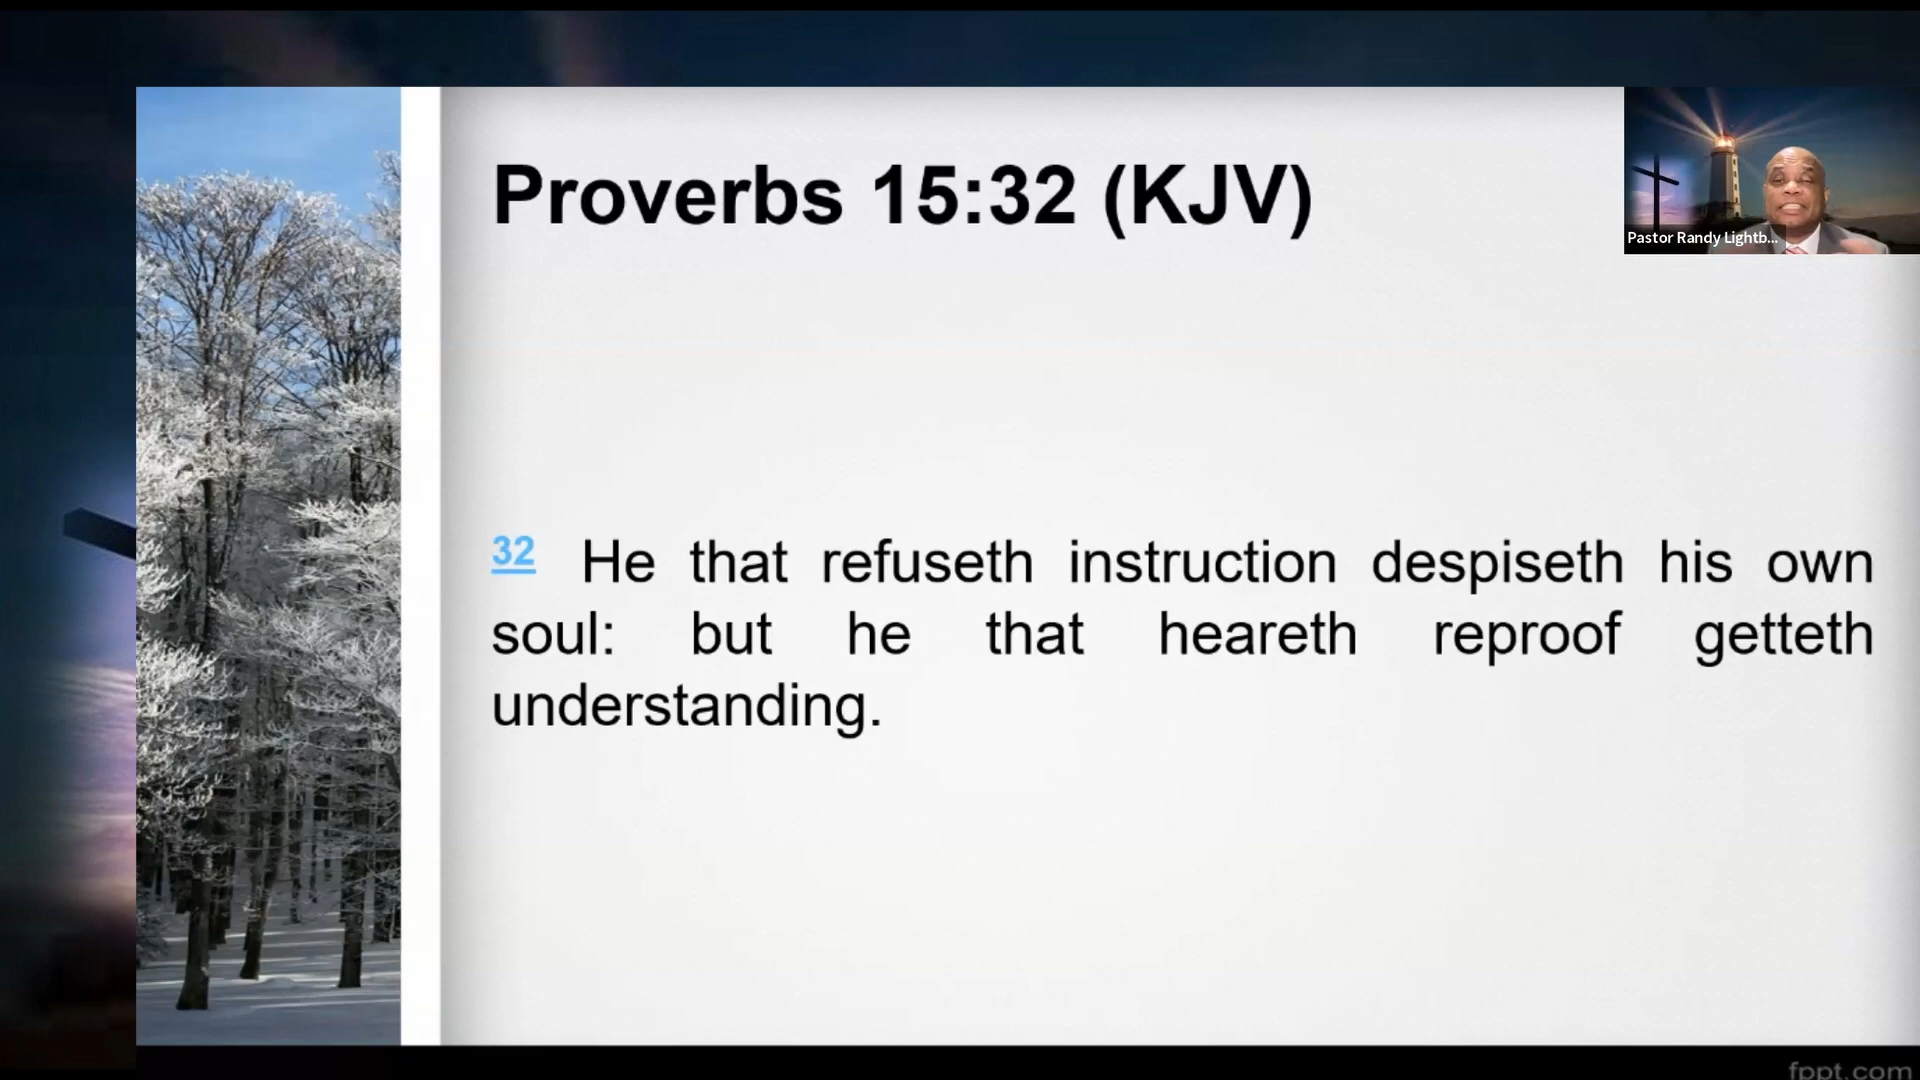 Proverbs 15:32 (KJV)
Pastor Randy Lightb...
32 He that refuseth instruction despiseth his own
soul: but he that heareth reproof getteth
understanding.
fppt.com